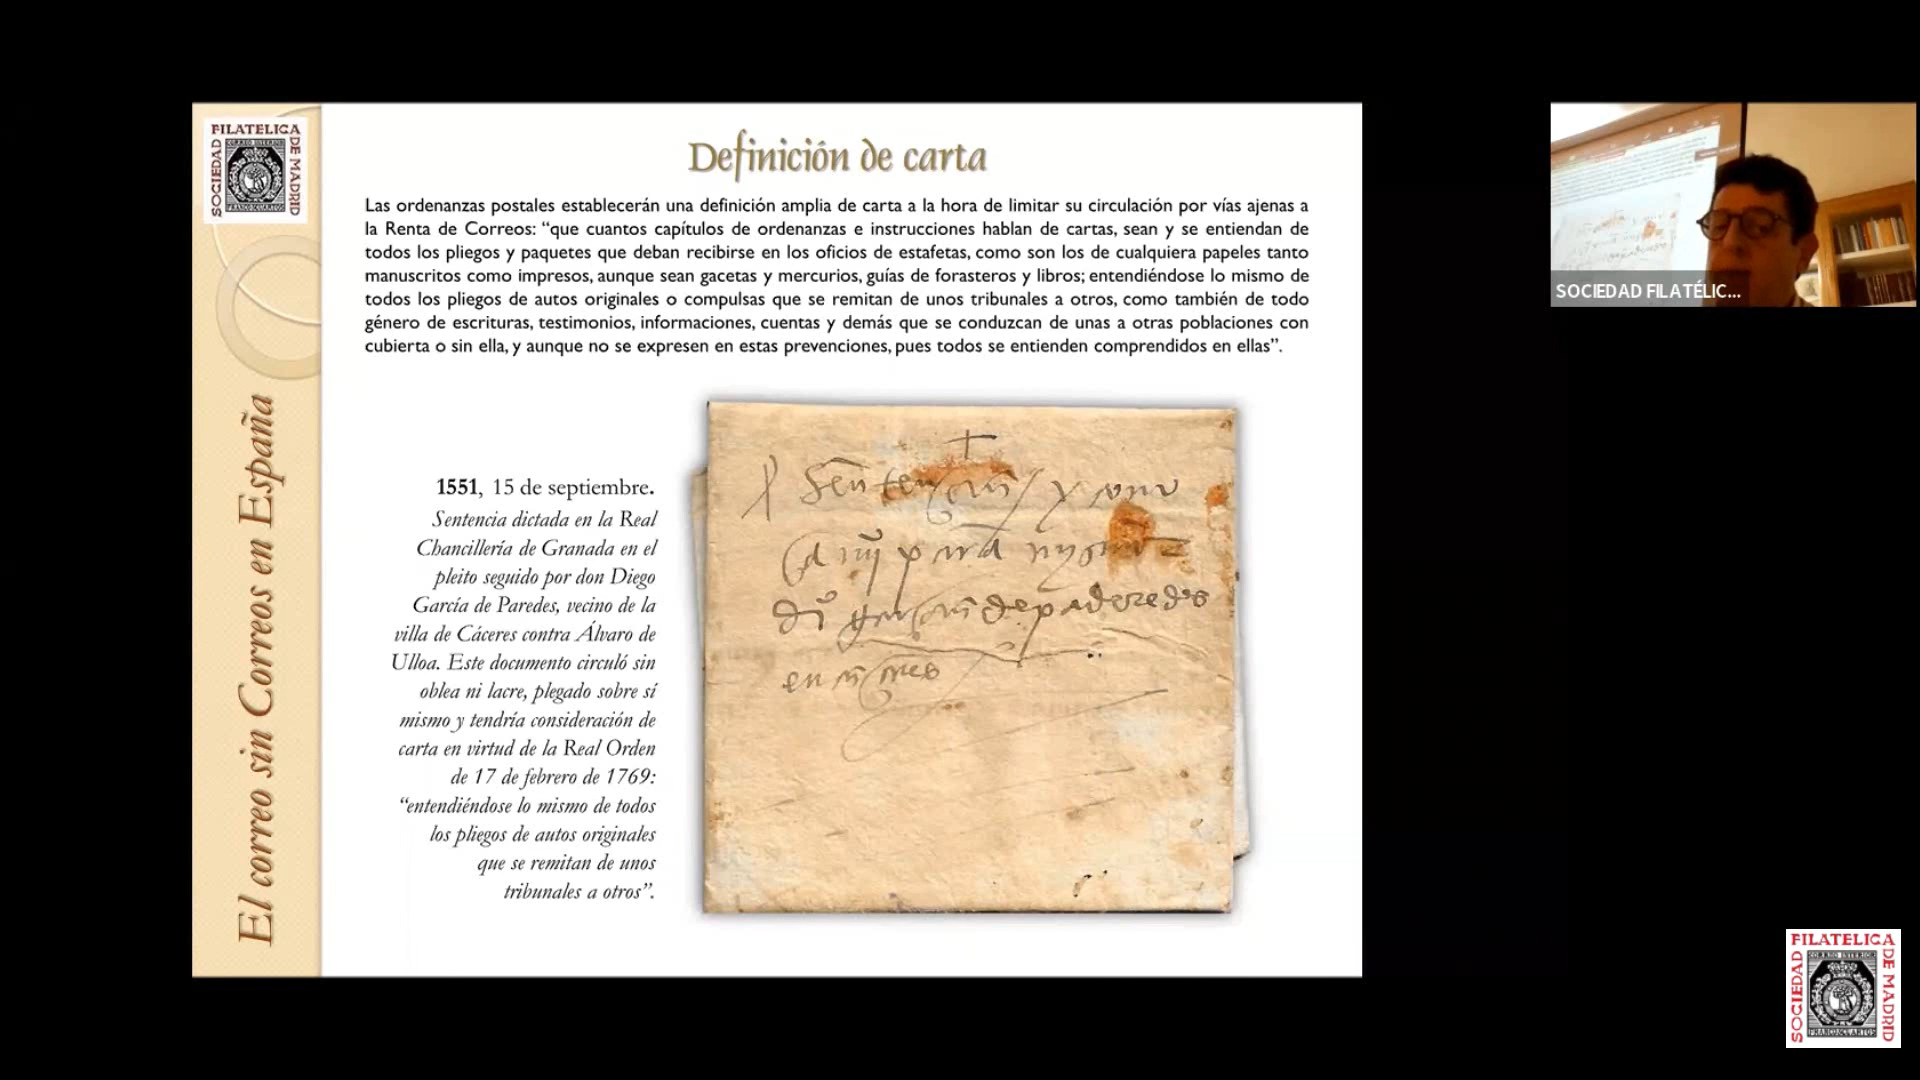 SOCIEDAD FILATELICA DE MADRID
CORREO INTERIOR
FRANCO CUARTOS
El correo sin Correos en España
Definición de carta
Las ordenanzas postales establecerán una definición amplia de carta a la hora de limitar su circulación por vías ajenas a
la Renta de Correos: “que cuantos capítulos de ordenanzas e instrucciones hablan de cartas, sean y se entiendan de
todos los pliegos y paquetes que deban recibirse en los oficios de estafetas, como son los de cualquiera papeles tanto
manuscritos como impresos, aunque sean gacetas y mercurios, guías de forasteros y libros; entendiéndose lo mismo de
todos los pliegos de autos originales o compulsas que se remitan de unos tribunales a otros, como también de todo
género de escrituras, testimonios, informaciones, cuentas y demás que se conduzcan de unas a otras poblaciones con
cubierta o sin ella, y aunque no se expresen en estas prevenciones, pues todos se entienden comprendidos en ellas”.
1551, 15 de septiembre.
Sentencia dictada en la Real
Chancillería de Granada en el
pleito seguido por don Diego
García de Paredes, vecino de la
villa de Cáceres contra Álvaro de
Ulloa. Este documento circuló sin
oblea ni lacre, plegado sobre sí
mismo y tendría consideración de
carta en virtud de la Real Orden
de 17 de febrero de 1769:
“entendiéndose lo mismo de todos
los pliegos de autos originales
que se remitan de unos
tribunales a otros”.
SOCIEDAD FILATÉLIC...
SOCIEDAD FILATELICA DE MADRID
CORREO INTERIOR
FRANCO CUARTOS